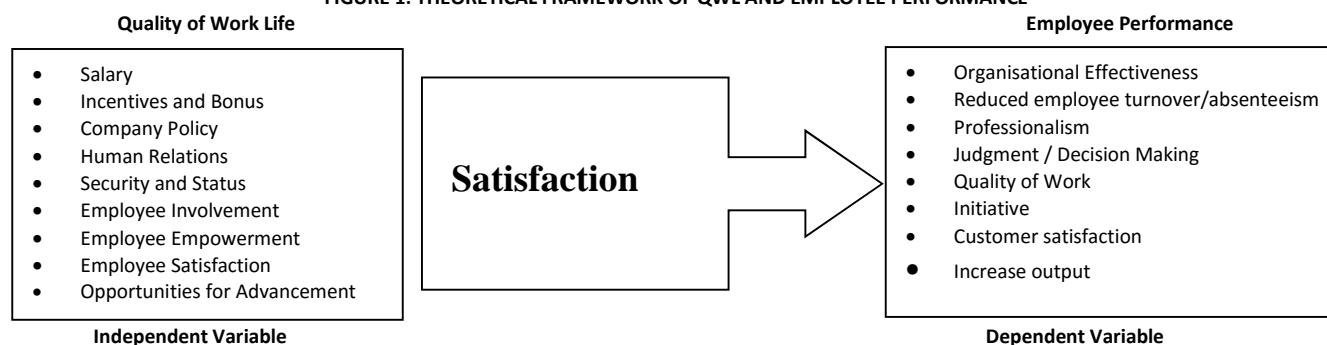 FIGURE 1: THEORETICAL FRAMEWORK OF QWL AND EMPLOYEE PERFORMANCE
Quality of Work Life
• Salary
• Incentives and Bonus
• Company Policy
• Human Relations
• Security and Status
• Employee Involvement
• Employee Empowerment
• Employee Satisfaction
• Opportunities for Advancement
Independent Variable
Satisfaction
Employee Performance
• Organisational Effectiveness
• Reduced employee turnover/absenteeism
• Professionalism
• Judgment / Decision Making
• Quality of Work
• Initiative
• Customer satisfaction
• Increase output
Dependent Variable